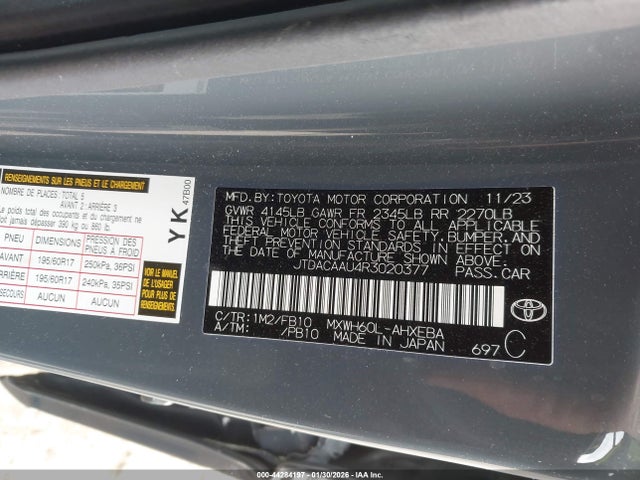 RENSEIGNEMENTS SUR LES PNEUS ET LE CHARGEMENT
NOMBRE DE PLACES: TOTAL 5
AVANT 2: ARRIÈRE 3
Le poids total des occupants et du chargement ne
doit jamais dépasser 390 kg ou 860 lb.
PNEU DIMENSIONS PRESSION DES PNEUS À FROID
AVANT 195/60R17 250kPa, 36PSI
ARRIÈRE 195/60R17 240kPa, 35PSI
SECOURS AUCUN AUCUN
VOIR LE MANUEL DE L'USAGER
YK
47B00
MFD.BY:TOYOTA MOTOR CORPORATION 11/23
GVWR 4145LB GAWR FR 2345LB RR 2270LB
THIS VEHICLE CONFORMS TO ALL APPLICABLE
FEDERAL MOTOR VEHICLE SAFETY, BUMPER, AND
THEFT PREVENTION STANDARDS IN EFFECT
ON THE DATE OF MANUFACTURE SHOWN ABOVE.
JTDACAAU4R3020377 PASS.CAR
C/TR:1M2/FB10 MXWH60L-AHXEBA
A/TM: /PB10 MADE IN JAPAN 697 C
TOYOTA
000-44284197 - 01/30/2026 - IAA Inc.